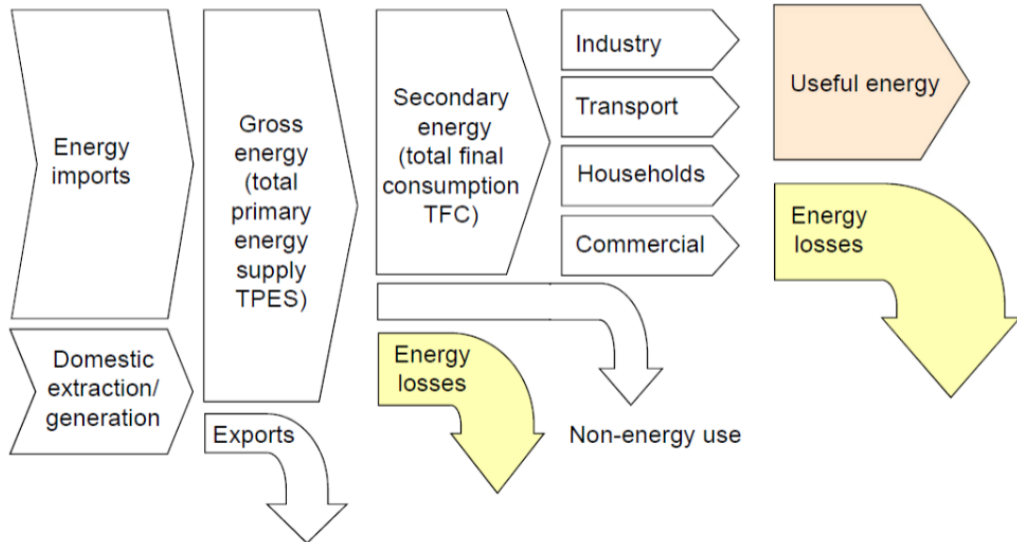 Energy
imports
Domestic
extraction/
generation
Gross
energy
(total
primary
energy
supply
TPES)
Exports
Secondary
energy
(total final
consumption
TFC)
Energy
losses
Non-energy use
Industry
Transport
Households
Commercial
Useful energy
Energy
losses